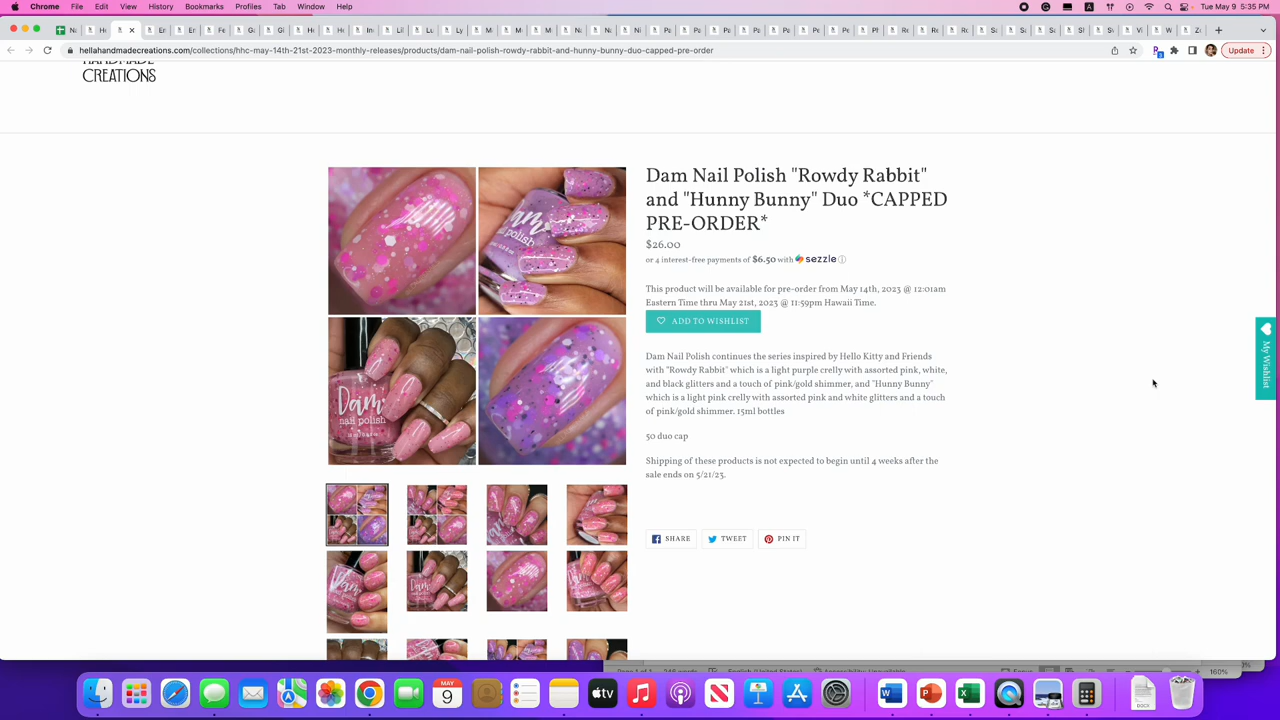 Chrome File Edit View History Bookmarks Profiles Tab Window Help Tue May 9 5:35 PM
hellahandmadecreations.com/collections/hhc-may-14th-21st-2023-monthly-releases/products/dam-nail-polish-rowdy-rabbit-and-hunny-bunny-duo-capped-pre-order
Update
HANDMADE
CREATIONS
Dam Nail Polish "Rowdy Rabbit"
and "Hunny Bunny" Duo *CAPPED
PRE-ORDER*
$26.00
or 4 interest-free payments of $6.50 with sezzle
This product will be available for pre-order from May 14th, 2023 @ 12:01am
Eastern Time thru May 21st, 2023 @ 11:59pm Hawaii Time.
ADD TO WISHLIST
My Wishlist
Dam Nail Polish continues the series inspired by Hello Kitty and Friends
with "Rowdy Rabbit" which is a light purple crelly with assorted pink, white,
and black glitters and a touch of pink/gold shimmer, and "Hunny Bunny"
which is a light pink crelly with assorted pink and white glitters and a touch
of pink/gold shimmer. 15ml bottles
50 duo cap
Shipping of these products is not expected to begin until 4 weeks after the
sale ends on 5/21/23.
SHARE TWEET PIN IT
Dam
nail polish
Dam
nail polish
160%
MAY
9
tv
DOCX